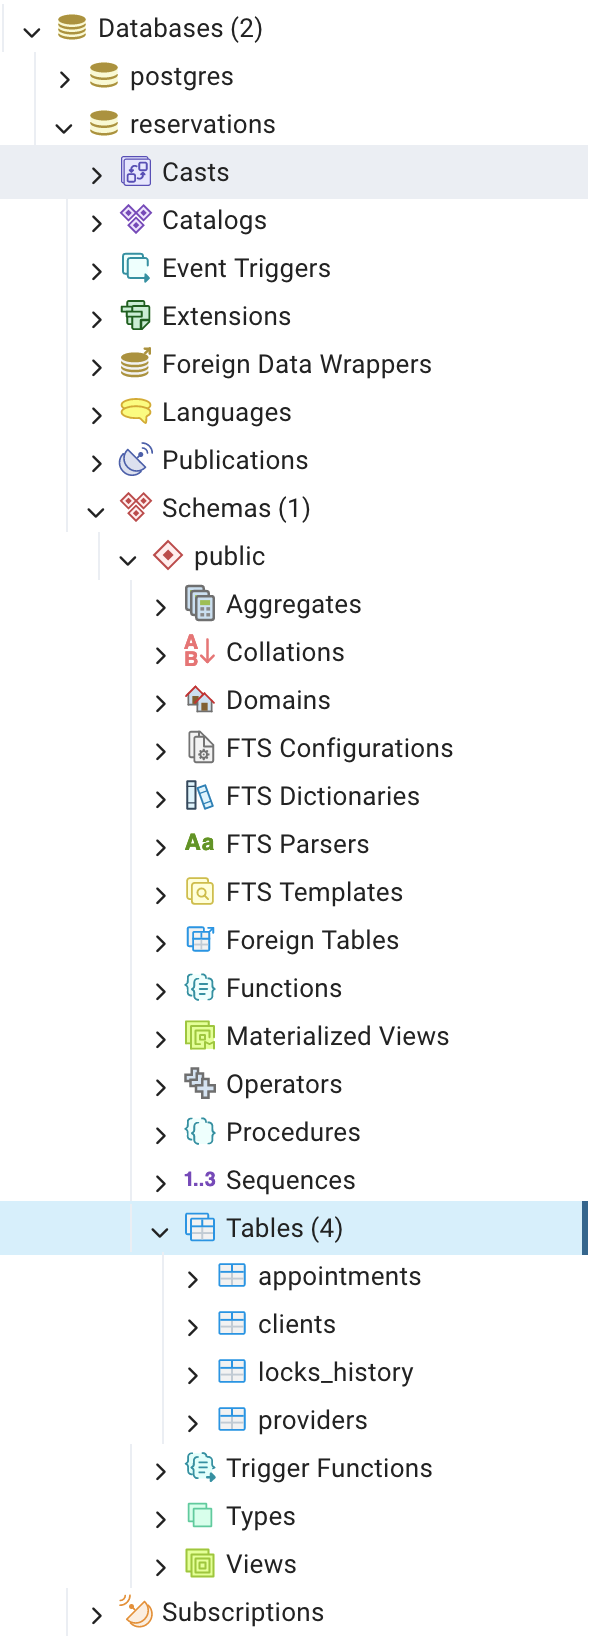 Databases (2)
postgres
reservations
Casts
Catalogs
Event Triggers
Extensions
Foreign Data Wrappers
Languages
Publications
Schemas (1)
public
Aggregates
A
B
Collations
Domains
FTS Configurations
FTS Dictionaries
Aa FTS Parsers
FTS Templates
Foreign Tables
Functions
Materialized Views
Operators
Procedures
1..3 Sequences
Tables (4)
appointments
clients
locks_history
providers
Trigger Functions
Types
Views
Subscriptions